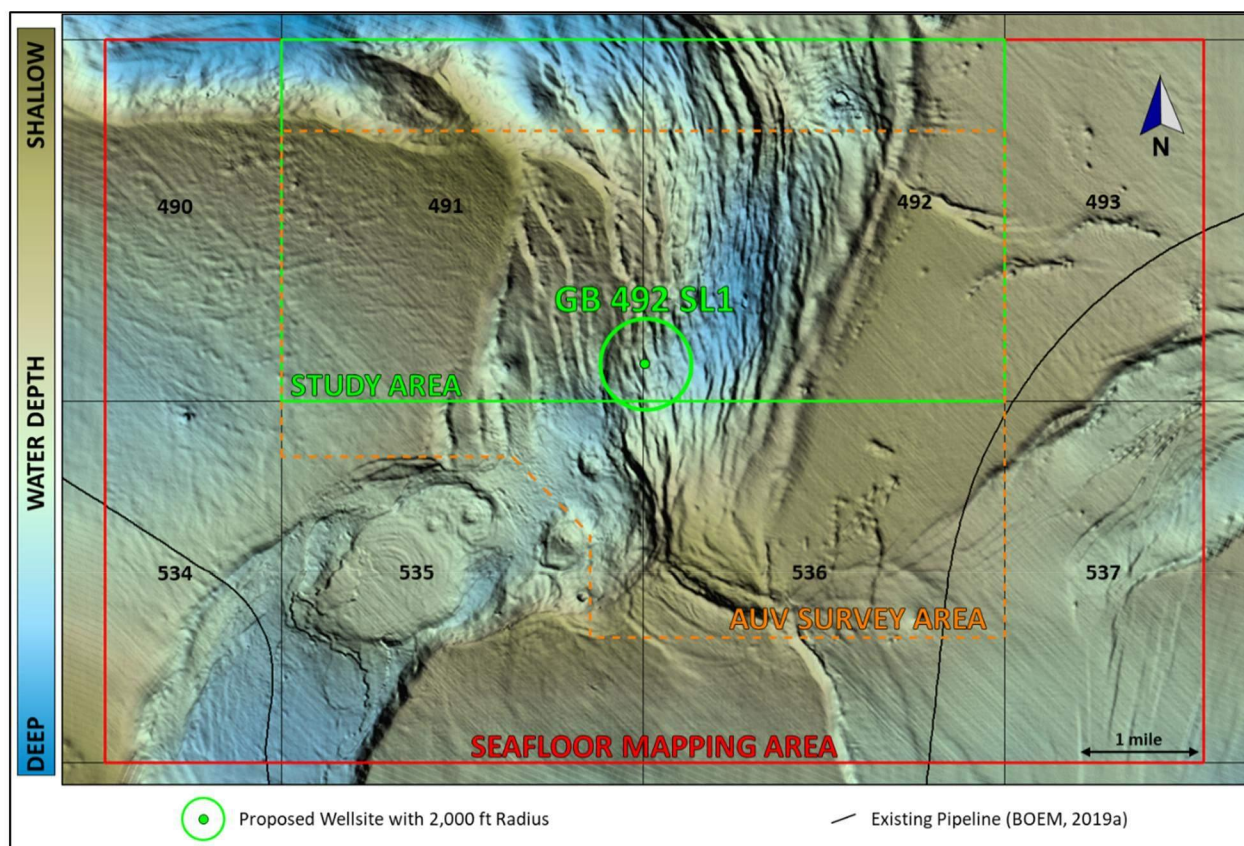 SHALLOW
WATER DEPTH
DEEP
N
490
491
492
493
GB 492 SL1
STUDY AREA
534
535
536
537
AUV SURVEY AREA
SEAFLOOR MAPPING AREA
1 mile
Proposed Wellsite with 2,000 ft Radius
Existing Pipeline (BOEM, 2019a)